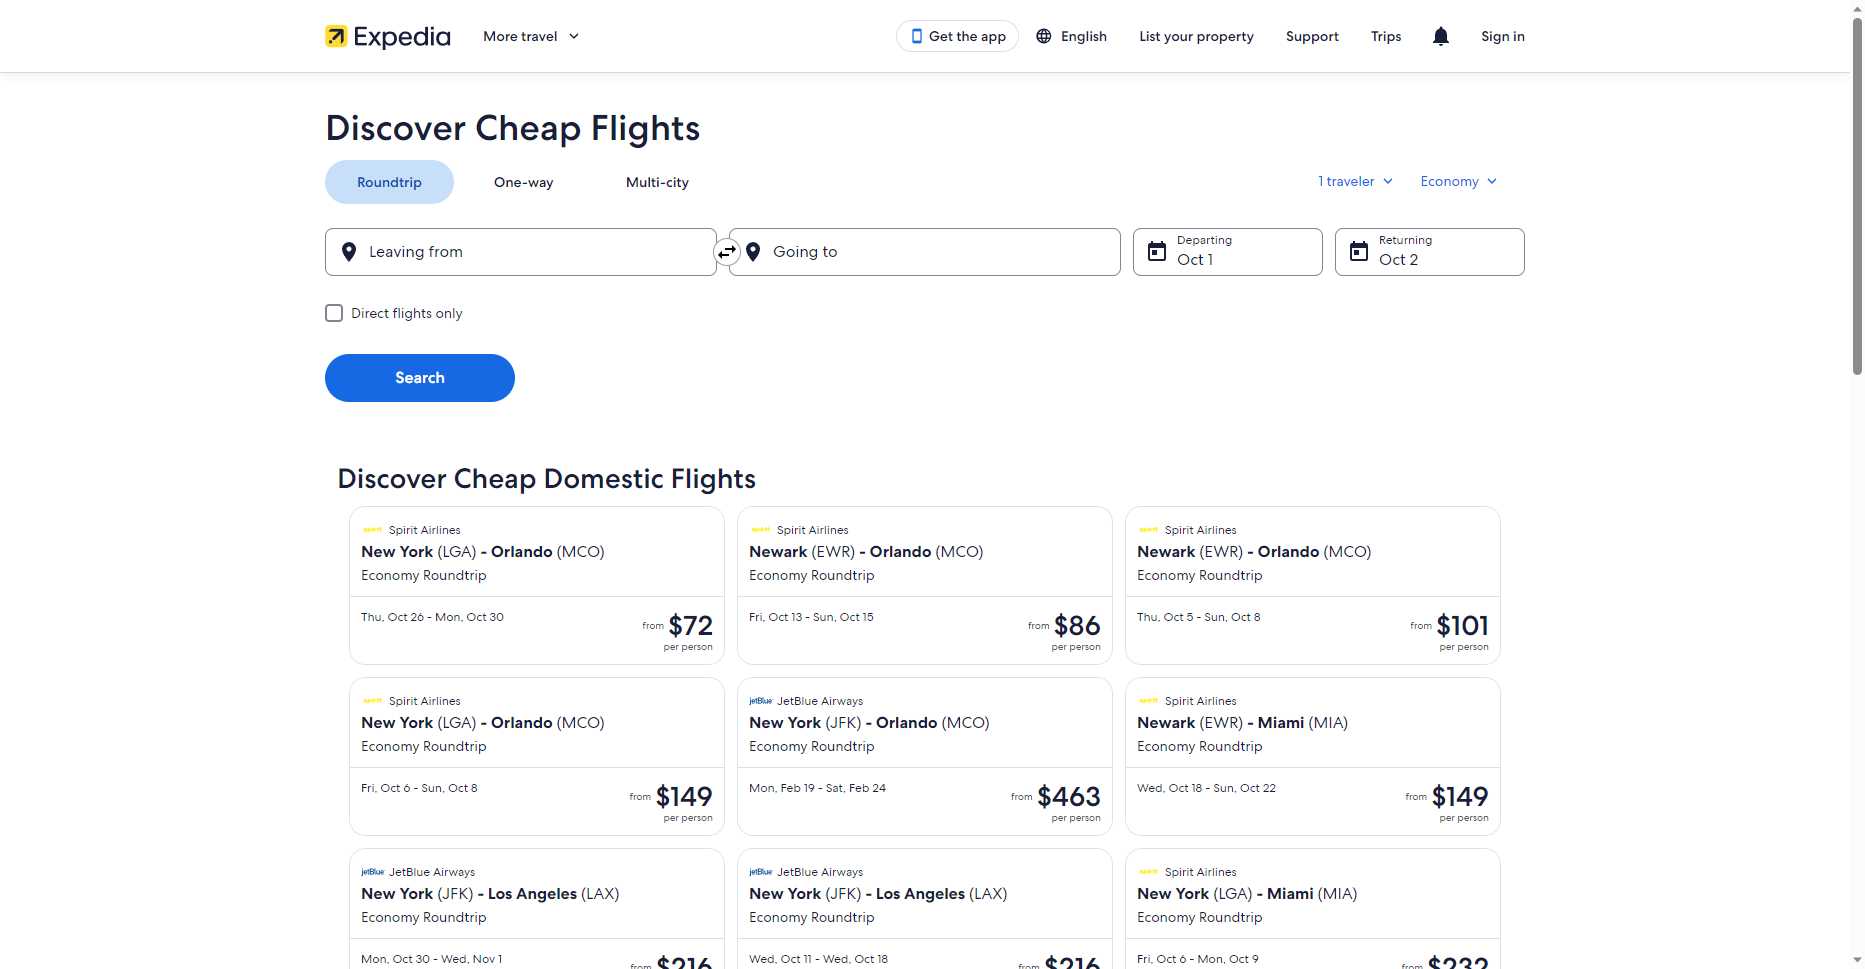 Expedia
More travel
Get the app
English
List your property
Support
Trips
Sign in
Discover Cheap Flights
Roundtrip
One-way
Multi-city
1 traveler
Economy
Leaving from
Going to
Departing
Oct 1
Returning
Oct 2
Direct flights only
Search
Discover Cheap Domestic Flights
Spirit Airlines
New York (LGA) - Orlando (MCO)
Economy Roundtrip
Thu, Oct 26 - Mon, Oct 30
from $72
per person
Spirit Airlines
Newark (EWR) - Orlando (MCO)
Economy Roundtrip
Fri, Oct 13 - Sun, Oct 15
from $86
per person
Spirit Airlines
Newark (EWR) - Orlando (MCO)
Economy Roundtrip
Thu, Oct 5 - Sun, Oct 8
from $101
per person
Spirit Airlines
New York (LGA) - Orlando (MCO)
Economy Roundtrip
Fri, Oct 6 - Sun, Oct 8
from $149
per person
jetBlue JetBlue Airways
New York (JFK) - Orlando (MCO)
Economy Roundtrip
Mon, Feb 19 - Sat, Feb 24
from $463
per person
Spirit Airlines
Newark (EWR) - Miami (MIA)
Economy Roundtrip
Wed, Oct 18 - Sun, Oct 22
from $149
per person
jetBlue JetBlue Airways
New York (JFK) - Los Angeles (LAX)
Economy Roundtrip
Mon, Oct 30 - Wed, Nov 1
from $216
jetBlue JetBlue Airways
New York (JFK) - Los Angeles (LAX)
Economy Roundtrip
Wed, Oct 11 - Wed, Oct 18
from $216
Spirit Airlines
New York (LGA) - Miami (MIA)
Economy Roundtrip
Fri, Oct 6 - Mon, Oct 9
from $232